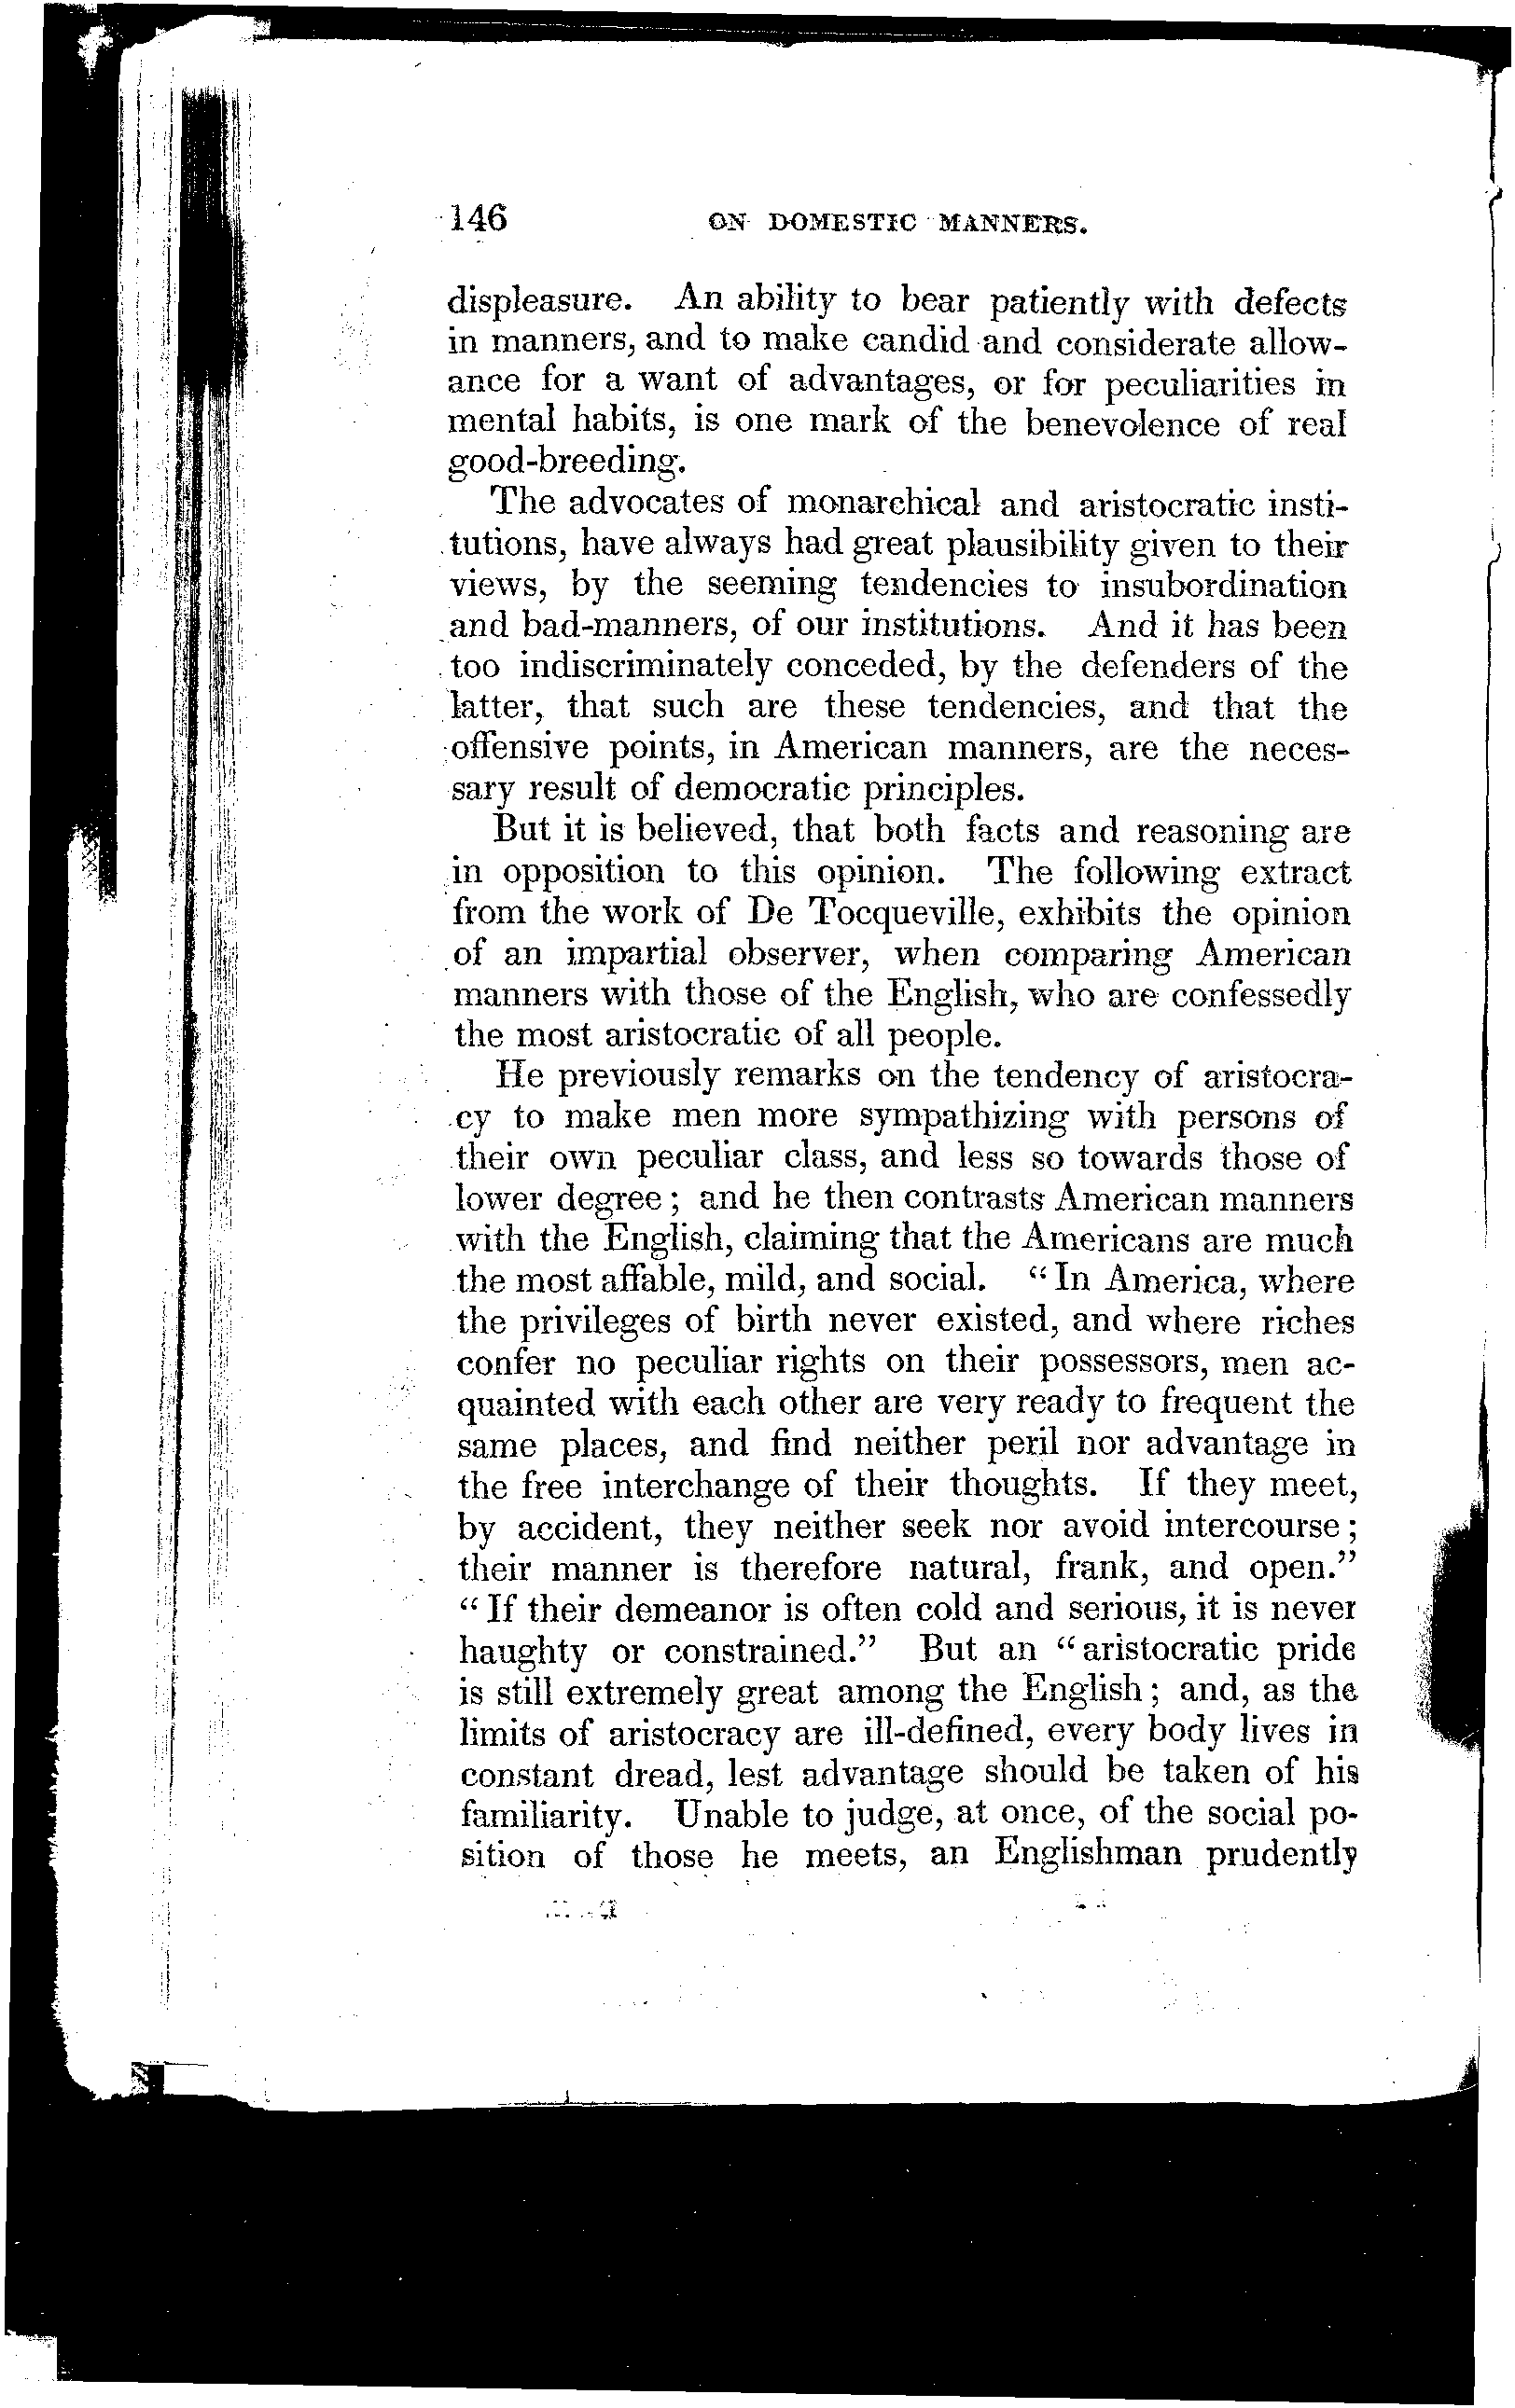 146 ON DOMESTIC MANNERS.
displeasure. An ability to bear patiently with defects
in manners, and to make candid and considerate allow-
ance for a want of advantages, or for peculiarities in
mental habits, is one mark of the benevolence of real
good-breeding.
The advocates of monarchical and aristocratic insti-
tutions, have always had great plausibility given to their
views, by the seeming tendencies to insubordination
and bad-manners, of our institutions. And it has been
too indiscriminately conceded, by the defenders of the
latter, that such are these tendencies, and that the
offensive points, in American manners, are the neces-
sary result of democratic principles.
But it is believed, that both facts and reasoning are
in opposition to this opinion. The following extract
from the work of De Tocqueville, exhibits the opinion
of an impartial observer, when comparing American
manners with those of the English, who are confessedly
the most aristocratic of all people.
He previously remarks on the tendency of aristocra-
cy to make men more sympathizing with persons of
their own peculiar class, and less so towards those of
lower degree; and he then contrasts American manners
with the English, claiming that the Americans are much
the most affable, mild, and social. "In America, where
the privileges of birth never existed, and where riches
confer no peculiar rights on their possessors, men ac-
quainted with each other are very ready to frequent the
same places, and find neither peril nor advantage in
the free interchange of their thoughts. If they meet,
by accident, they neither seek nor avoid intercourse;
their manner is therefore natural, frank, and open."
"If their demeanor is often cold and serious, it is never
haughty or constrained." But an "aristocratic pride
is still extremely great among the English; and, as the
limits of aristocracy are ill-defined, every body lives in
constant dread, lest advantage should be taken of his
familiarity. Unable to judge, at once, of the social po-
sition of those he meets, an Englishman prudently